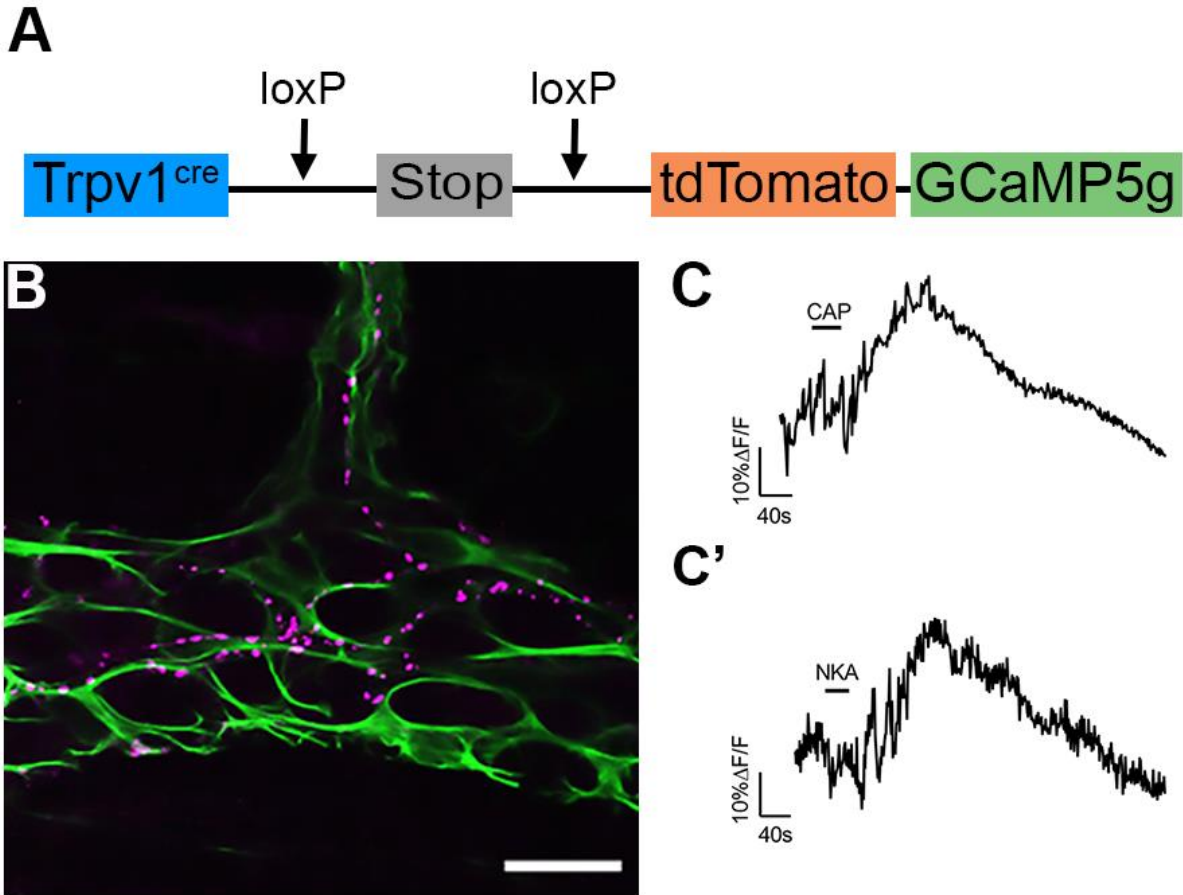 A
loxP loxP
Trpv1cre Stop tdTomato GCaMP5g
B
C
CAP
10%ΔF/F
40s
C’
NKA
10%ΔF/F
40s